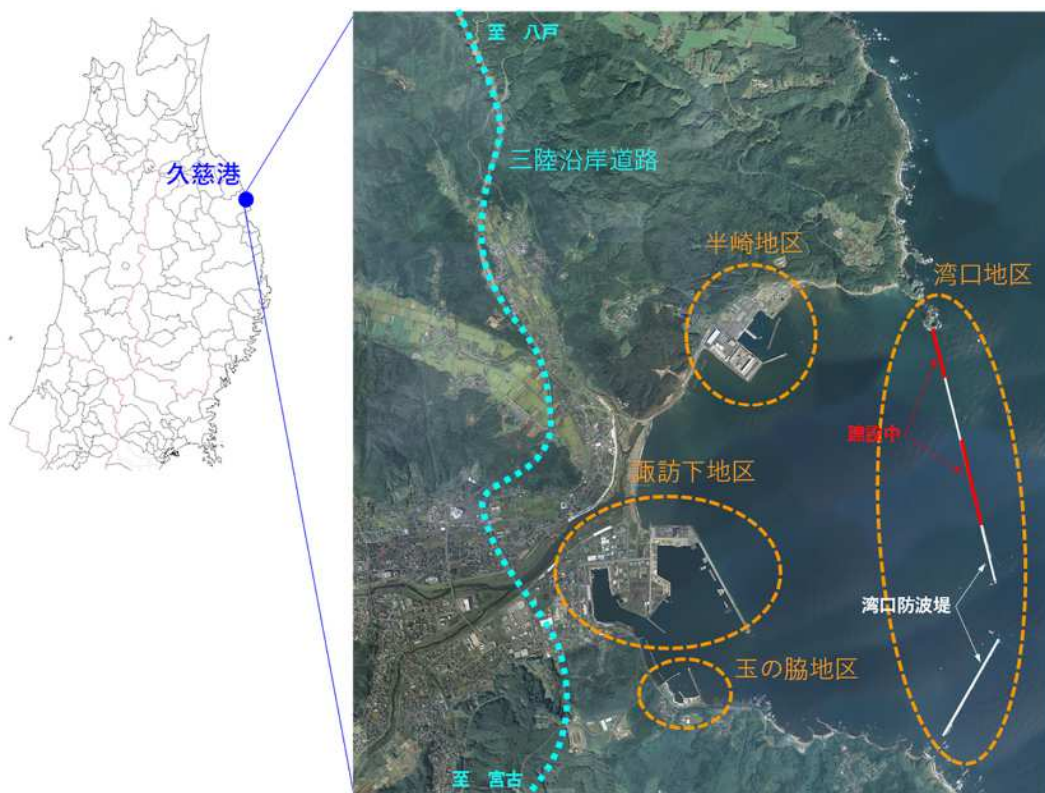 至 八戸
久慈港
三陸沿岸道路
半崎地区
湾口地区
建設中
諏訪下地区
湾口防波堤
玉の脇地区
至 宮古